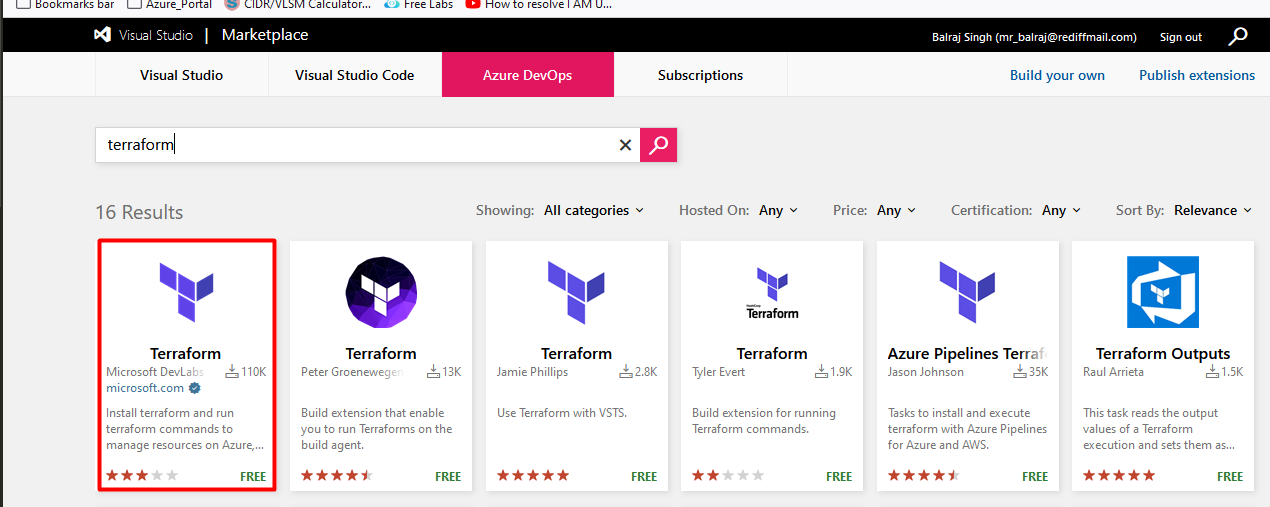 Bookmarks bar Azure_Portal CIDR/VLSM Calculator... Free Labs How to resolve I AM U...
Visual Studio | Marketplace
Balraj Singh (mr_balraj@rediffmail.com) Sign out
Visual Studio Visual Studio Code Azure DevOps Subscriptions Build your own Publish extensions
terraform
16 Results
Showing: All categories Hosted On: Any Price: Any Certification: Any Sort By: Relevance
Terraform
Microsoft DevLabs 110K
microsoft.com
Install terraform and run
terraform commands to
manage resources on Azure,...
FREE
Terraform
Peter Groenewegen 13K
Build extension that enable
you to run Terraforms on the
build agent.
FREE
Terraform
Jamie Phillips 2.8K
Use Terraform with VSTS.
FREE
HashiCorp
Terraform
Terraform
Tyler Evert 1.9K
Build extension for running
Terraform commands.
FREE
Azure Pipelines Terraf
Jason Johnson 35K
Tasks to install and execute
terraform with Azure Pipelines
for Azure and AWS.
FREE
Terraform Outputs
Raul Arrieta 1.5K
This task reads the output
values of a Terraform
execution and sets them as...
FREE